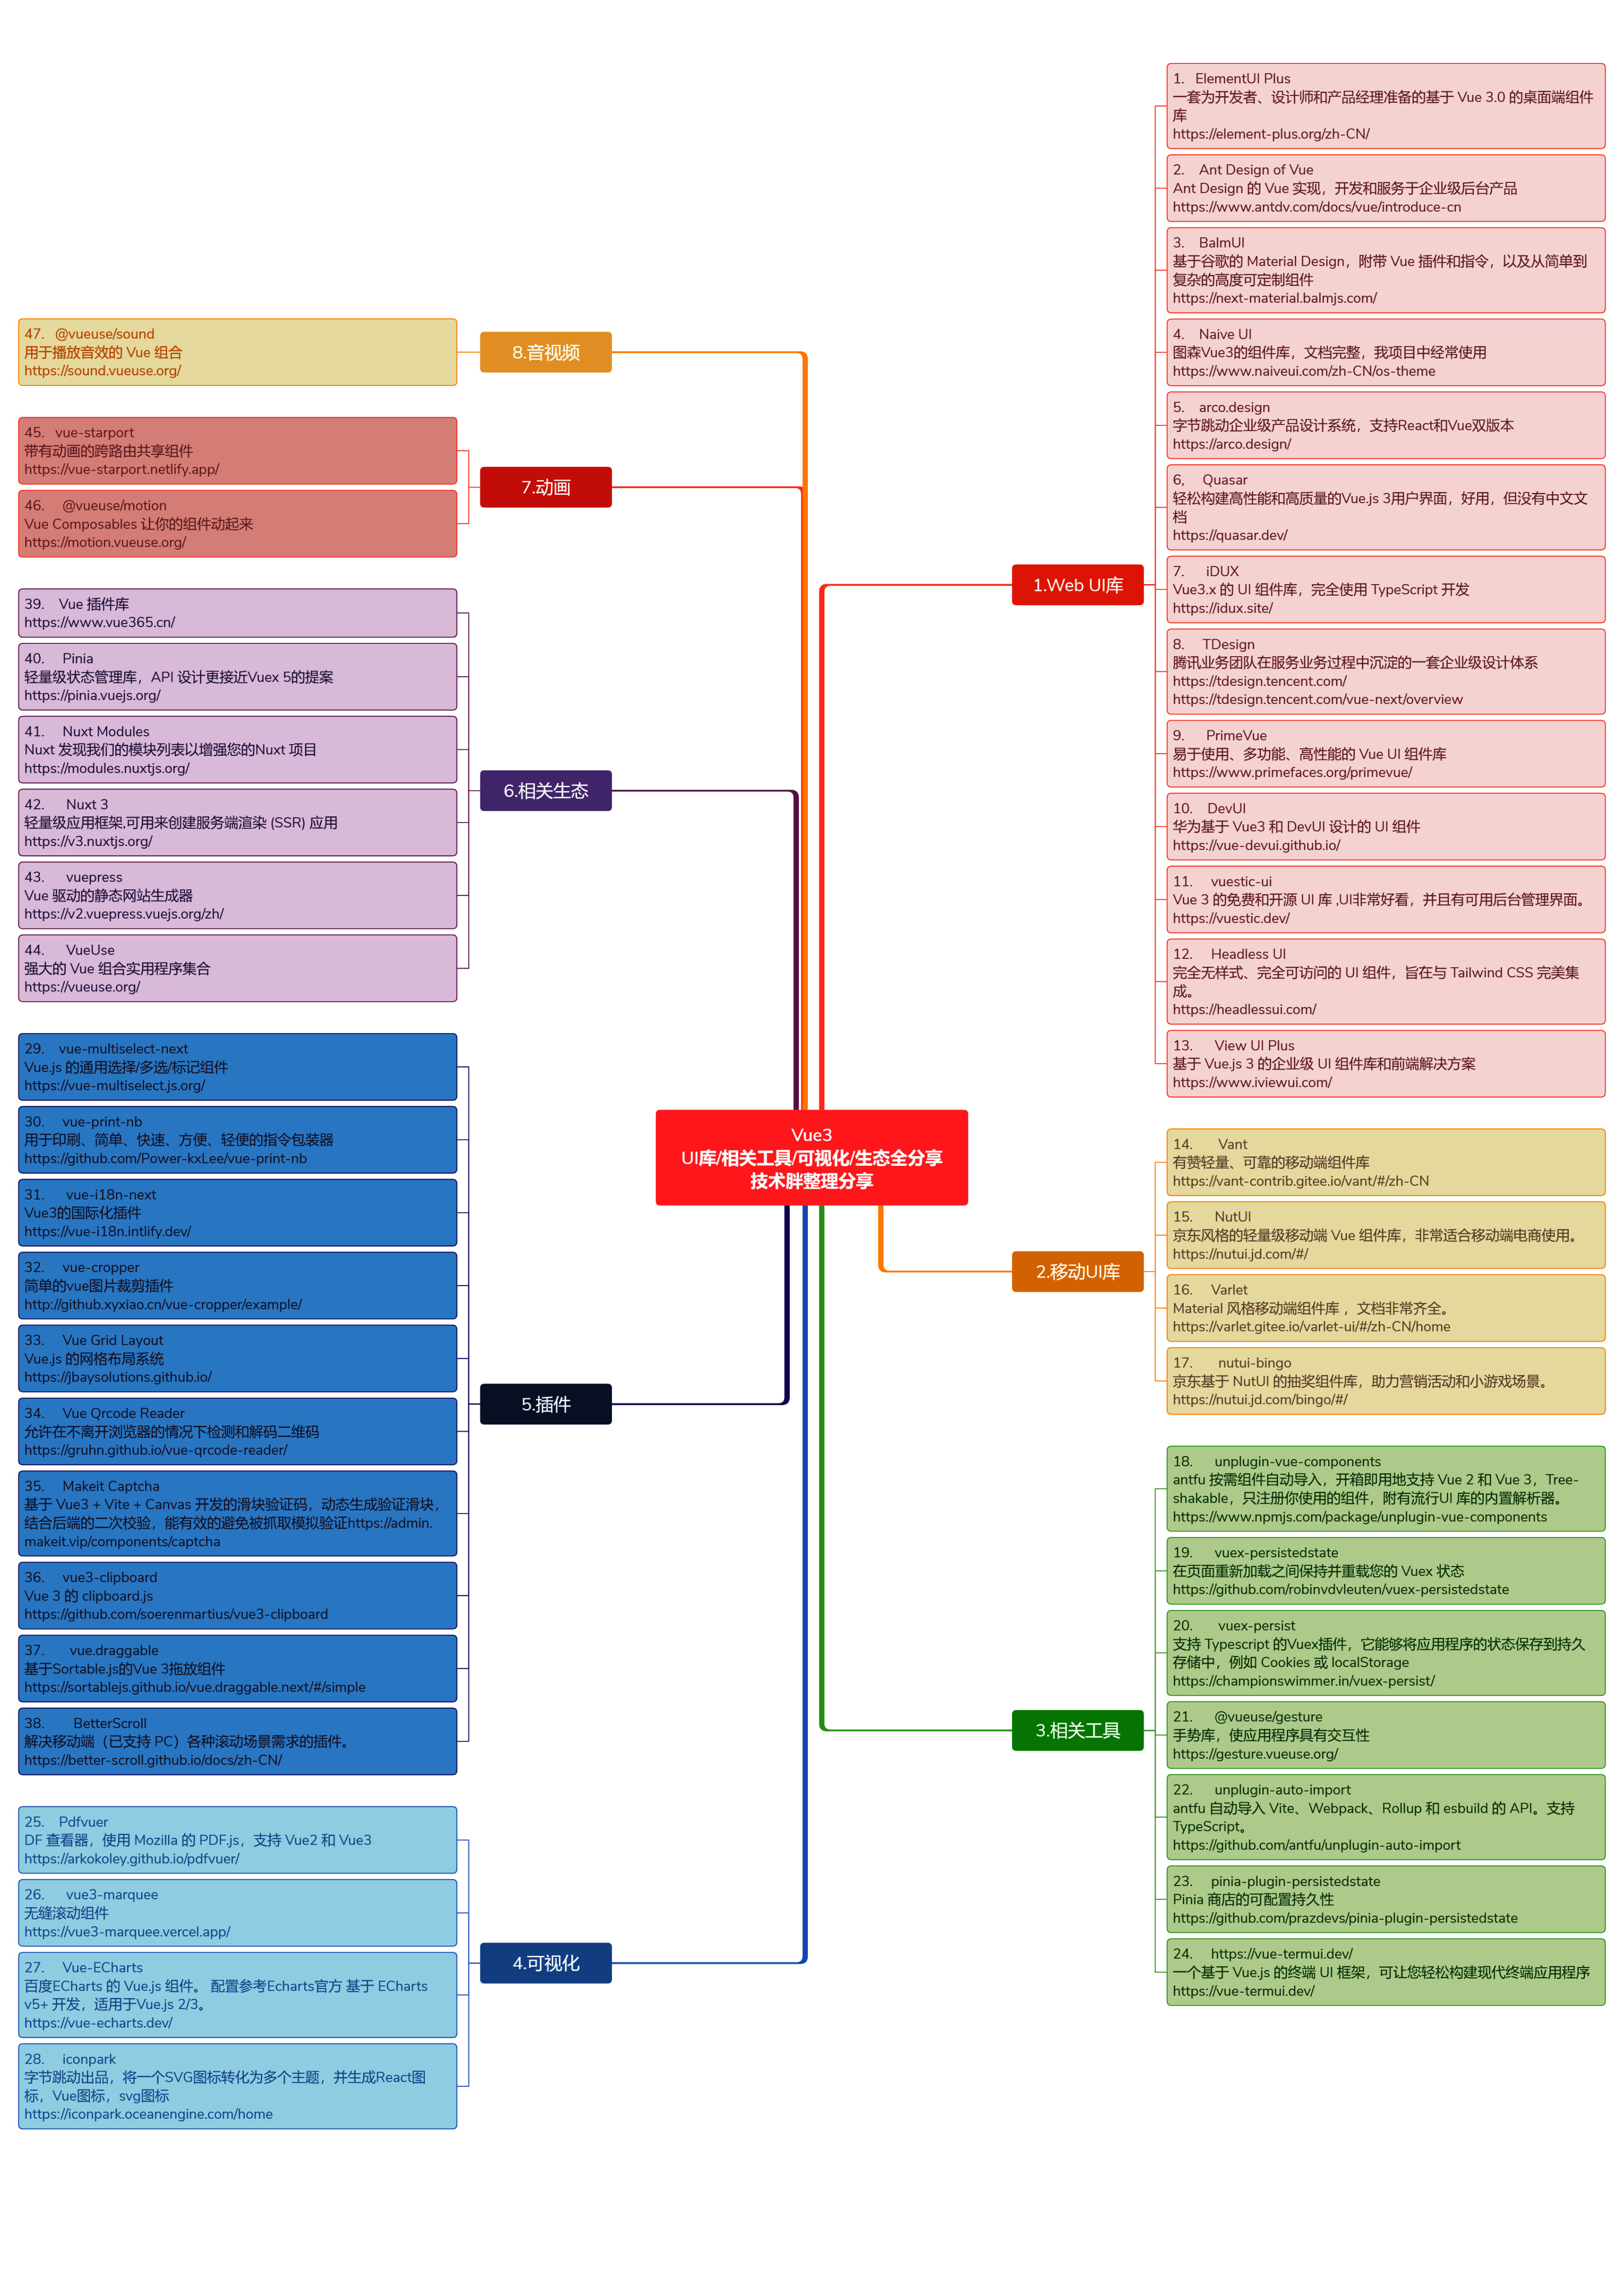 Vue3
UI库/相关工具/可视化/生态全分享
技术胖整理分享
1.Web UI库
1. ElementUI Plus
一套为开发者、设计师和产品经理准备的基于 Vue 3.0 的桌面端组件
库
https://element-plus.org/zh-CN/
2. Ant Design of Vue
Ant Design 的 Vue 实现，开发和服务于企业级后台产品
https://www.antdv.com/docs/vue/introduce-cn
3. BalmUI
基于谷歌的 Material Design，附带 Vue 插件和指令，以及从简单到
复杂的高度可定制组件
https://next-material.balmjs.com/
4. Naive UI
图森Vue3的组件库，文档完整，我项目中经常使用
https://www.naiveui.com/zh-CN/os-theme
5. arco.design
字节跳动企业级产品设计系统，支持React和Vue双版本
https://arco.design/
6, Quasar
轻松构建高性能和高质量的Vue.js 3用户界面，好用，但没有中文文
档
https://quasar.dev/
7. iDUX
Vue3.x 的 UI 组件库，完全使用 TypeScript 开发
https://idux.site/
8. TDesign
腾讯业务团队在服务业务过程中沉淀的一套企业级设计体系
https://tdesign.tencent.com/
https://tdesign.tencent.com/vue-next/overview
9. PrimeVue
易于使用、多功能、高性能的 Vue UI 组件库
https://www.primefaces.org/primevue/
10. DevUI
华为基于 Vue3 和 DevUI 设计的 UI 组件
https://vue-devui.github.io/
11. vuestic-ui
Vue 3 的免费和开源 UI 库 ,UI非常好看，并且有可用后台管理界面。
https://vuestic.dev/
12. Headless UI
完全无样式、完全可访问的 UI 组件，旨在与 Tailwind CSS 完美集
成。
https://headlessui.com/
13. View UI Plus
基于 Vue.js 3 的企业级 UI 组件库和前端解决方案
https://www.iviewui.com/
2.移动UI库
14. Vant
有赞轻量、可靠的移动端组件库
https://vant-contrib.gitee.io/vant/#/zh-CN
15. NutUI
京东风格的轻量级移动端 Vue 组件库，非常适合移动端电商使用。
https://nutui.jd.com/#/
16. Varlet
Material 风格移动端组件库 ，文档非常齐全。
https://varlet.gitee.io/varlet-ui/#/zh-CN/home
17. nutui-bingo
京东基于 NutUI 的抽奖组件库，助力营销活动和小游戏场景。
https://nutui.jd.com/bingo/#/
3.相关工具
18. unplugin-vue-components
antfu 按需组件自动导入，开箱即用地支持 Vue 2 和 Vue 3，Tree-
shakable，只注册你使用的组件，附有流行UI 库的内置解析器。
https://www.npmjs.com/package/unplugin-vue-components
19. vuex-persistedstate
在页面重新加载之间保持并重载您的 Vuex 状态
https://github.com/robinvdvleuten/vuex-persistedstate
20. vuex-persist
支持 Typescript 的Vuex插件，它能够将应用程序的状态保存到持久
存储中，例如 Cookies 或 localStorage
https://championswimmer.in/vuex-persist/
21. @vueuse/gesture
手势库，使应用程序具有交互性
https://gesture.vueuse.org/
22. unplugin-auto-import
antfu 自动导入 Vite、Webpack、Rollup 和 esbuild 的 API。支持
TypeScript。
https://github.com/antfu/unplugin-auto-import
23. pinia-plugin-persistedstate
Pinia 商店的可配置持久性
https://github.com/prazdevs/pinia-plugin-persistedstate
24. https://vue-termui.dev/
一个基于 Vue.js 的终端 UI 框架，可让您轻松构建现代终端应用程序
https://vue-termui.dev/
8.音视频
47. @vueuse/sound
用于播放音效的 Vue 组合
https://sound.vueuse.org/
7.动画
45. vue-starport
带有动画的跨路由共享组件
https://vue-starport.netlify.app/
46. @vueuse/motion
Vue Composables 让你的组件动起来
https://motion.vueuse.org/
6.相关生态
39. Vue 插件库
https://www.vue365.cn/
40. Pinia
轻量级状态管理库，API 设计更接近Vuex 5的提案
https://pinia.vuejs.org/
41. Nuxt Modules
Nuxt 发现我们的模块列表以增强您的Nuxt 项目
https://modules.nuxtjs.org/
42. Nuxt 3
轻量级应用框架,可用来创建服务端渲染 (SSR) 应用
https://v3.nuxtjs.org/
43. vuepress
Vue 驱动的静态网站生成器
https://v2.vuepress.vuejs.org/zh/
44. VueUse
强大的 Vue 组合实用程序集合
https://vueuse.org/
5.插件
29. vue-multiselect-next
Vue.js 的通用选择/多选/标记组件
https://vue-multiselect.js.org/
30. vue-print-nb
用于印刷、简单、快速、方便、轻便的指令包装器
https://github.com/Power-kxLee/vue-print-nb
31. vue-i18n-next
Vue3的国际化插件
https://vue-i18n.intlify.dev/
32. vue-cropper
简单的vue图片裁剪插件
http://github.xyxiao.cn/vue-cropper/example/
33. Vue Grid Layout
Vue.js 的网格布局系统
https://jbaysolutions.github.io/
34. Vue Qrcode Reader
允许在不离开浏览器的情况下检测和解码二维码
https://gruhn.github.io/vue-qrcode-reader/
35. Makeit Captcha
基于 Vue3 + Vite + Canvas 开发的滑块验证码，动态生成验证滑块，
结合后端的二次校验，能有效的避免被抓取模拟验证https://admin.
makeit.vip/components/captcha
36. vue3-clipboard
Vue 3 的 clipboard.js
https://github.com/soerenmartius/vue3-clipboard
37. vue.draggable
基于Sortable.js的Vue 3拖放组件
https://sortablejs.github.io/vue.draggable.next/#/simple
38. BetterScroll
解决移动端（已支持 PC）各种滚动场景需求的插件。
https://better-scroll.github.io/docs/zh-CN/
4.可视化
25. Pdfvuer
DF 查看器，使用 Mozilla 的 PDF.js，支持 Vue2 和 Vue3
https://arkokoley.github.io/pdfvuer/
26. vue3-marquee
无缝滚动组件
https://vue3-marquee.vercel.app/
27. Vue-ECharts
百度ECharts 的 Vue.js 组件。 配置参考Echarts官方 基于 ECharts
v5+ 开发，适用于Vue.js 2/3。
https://vue-echarts.dev/
28. iconpark
字节跳动出品，将一个SVG图标转化为多个主题，并生成React图
标，Vue图标，svg图标
https://iconpark.oceanengine.com/home